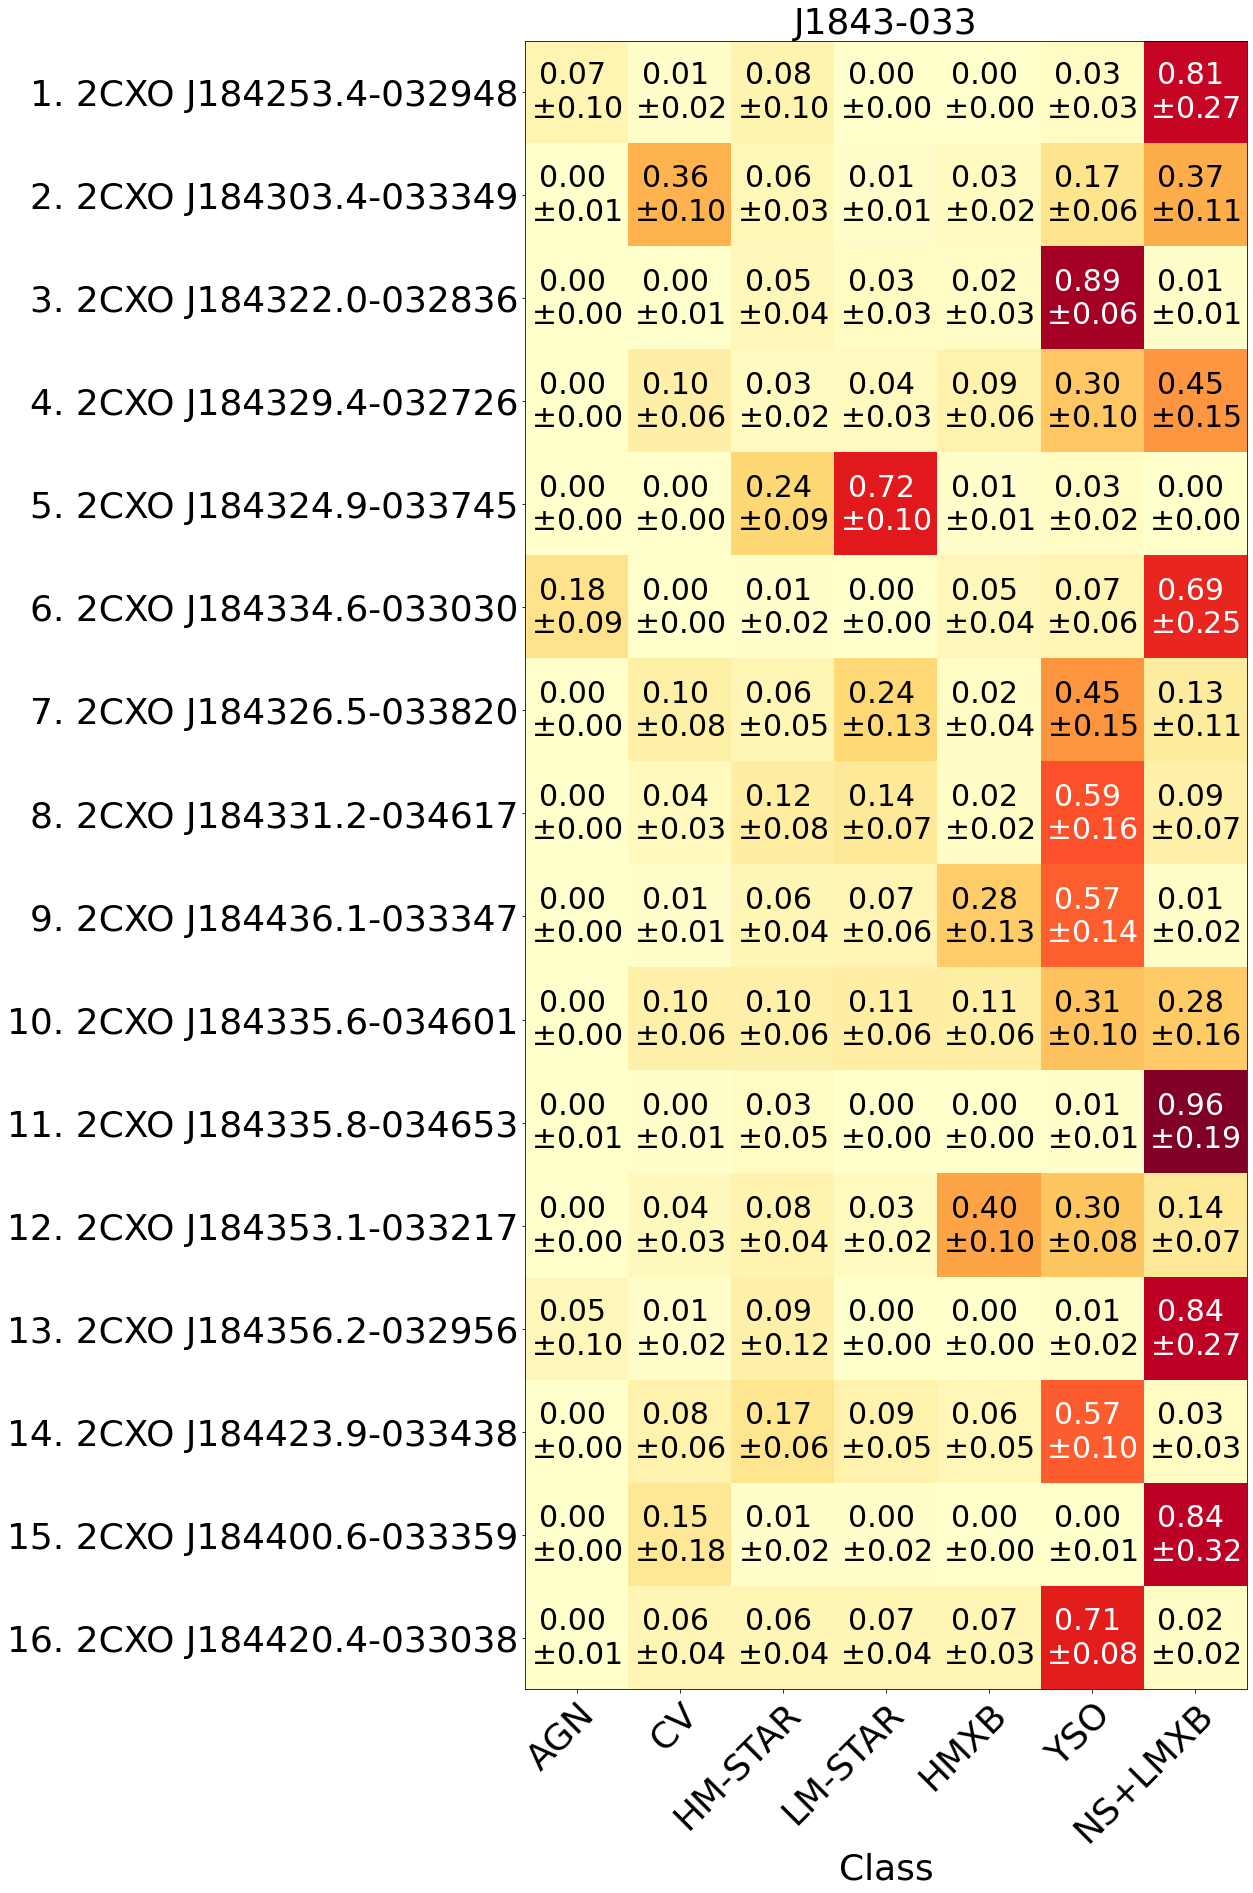 J1843-033
1. 2CXO J184253.4-032948 0.07 0.01 0.08 0.00 0.00 0.03 0.81
±0.10 ±0.02 ±0.10 ±0.00 ±0.00 ±0.03 ±0.27
2. 2CXO J184303.4-033349 0.00 0.36 0.06 0.01 0.03 0.17 0.37
±0.01 ±0.10 ±0.03 ±0.01 ±0.02 ±0.06 ±0.11
3. 2CXO J184322.0-032836 0.00 0.00 0.05 0.03 0.02 0.89 0.01
±0.00 ±0.01 ±0.04 ±0.03 ±0.03 ±0.06 ±0.01
4. 2CXO J184329.4-032726 0.00 0.10 0.03 0.04 0.09 0.30 0.45
±0.00 ±0.06 ±0.02 ±0.03 ±0.06 ±0.10 ±0.15
5. 2CXO J184324.9-033745 0.00 0.00 0.24 0.72 0.01 0.03 0.00
±0.00 ±0.00 ±0.09 ±0.10 ±0.01 ±0.02 ±0.00
6. 2CXO J184334.6-033030 0.18 0.00 0.01 0.00 0.05 0.07 0.69
±0.09 ±0.00 ±0.02 ±0.00 ±0.04 ±0.06 ±0.25
7. 2CXO J184326.5-033820 0.00 0.10 0.06 0.24 0.02 0.45 0.13
±0.00 ±0.08 ±0.05 ±0.13 ±0.04 ±0.15 ±0.11
8. 2CXO J184331.2-034617 0.00 0.04 0.12 0.14 0.02 0.59 0.09
±0.00 ±0.03 ±0.08 ±0.07 ±0.02 ±0.16 ±0.07
9. 2CXO J184436.1-033347 0.00 0.01 0.06 0.07 0.28 0.57 0.01
±0.00 ±0.01 ±0.04 ±0.06 ±0.13 ±0.14 ±0.02
10. 2CXO J184335.6-034601 0.00 0.10 0.10 0.11 0.11 0.31 0.28
±0.00 ±0.06 ±0.06 ±0.06 ±0.06 ±0.10 ±0.16
11. 2CXO J184335.8-034653 0.00 0.00 0.03 0.00 0.00 0.01 0.96
±0.01 ±0.01 ±0.05 ±0.00 ±0.00 ±0.01 ±0.19
12. 2CXO J184353.1-033217 0.00 0.04 0.08 0.03 0.40 0.30 0.14
±0.00 ±0.03 ±0.04 ±0.02 ±0.10 ±0.08 ±0.07
13. 2CXO J184356.2-032956 0.05 0.01 0.09 0.00 0.00 0.01 0.84
±0.10 ±0.02 ±0.12 ±0.00 ±0.00 ±0.02 ±0.27
14. 2CXO J184423.9-033438 0.00 0.08 0.17 0.09 0.06 0.57 0.03
±0.00 ±0.06 ±0.06 ±0.05 ±0.05 ±0.10 ±0.03
15. 2CXO J184400.6-033359 0.00 0.15 0.01 0.00 0.00 0.00 0.84
±0.00 ±0.18 ±0.02 ±0.02 ±0.00 ±0.01 ±0.32
16. 2CXO J184420.4-033038 0.00 0.06 0.06 0.07 0.07 0.71 0.02
±0.01 ±0.04 ±0.04 ±0.04 ±0.03 ±0.08 ±0.02
AGN CV HM-STAR LM-STAR HMXB YSO NS+LMXB
Class